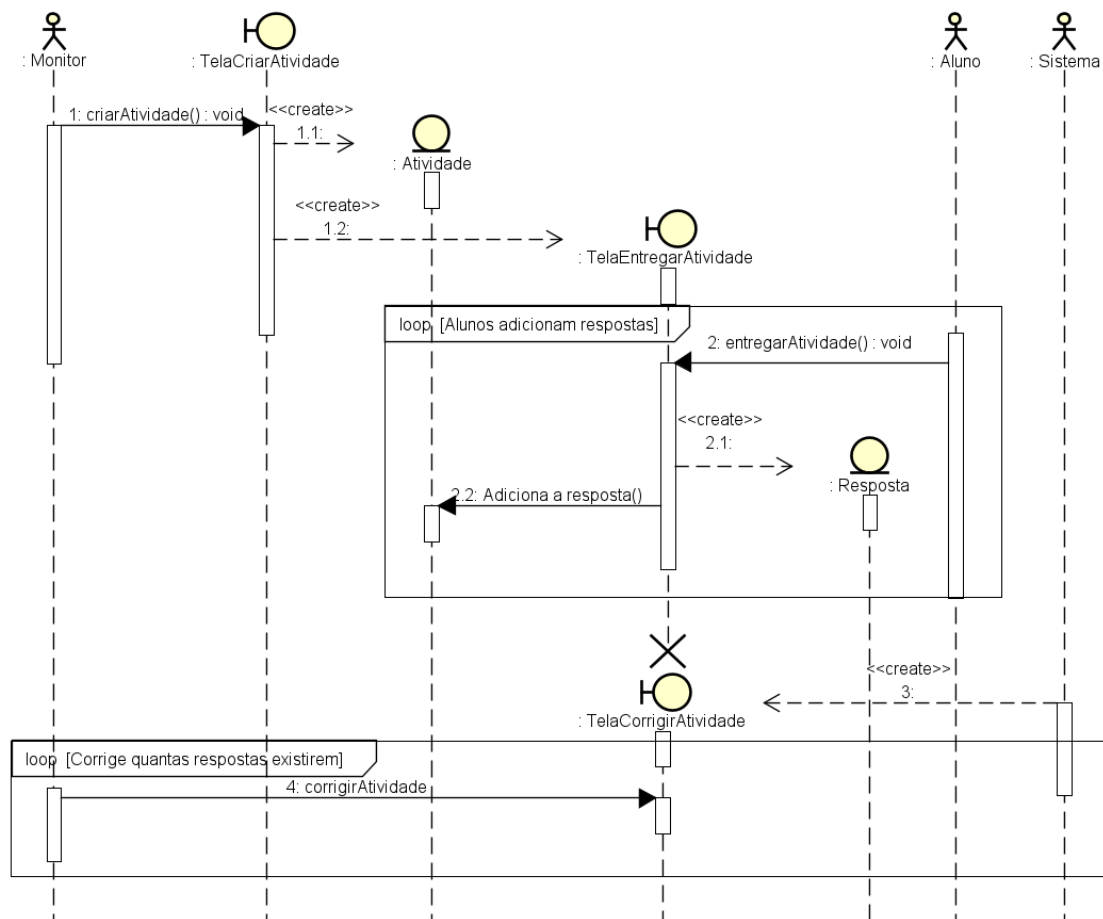 : Monitor
: TelaCriarAtividade
: Aluno
: Sistema
1: criarAtividade() : void
<<create>>
1.1:
: Atividade
<<create>>
1.2:
: TelaEntregarAtividade
loop [Alunos adicionam respostas]
2: entregarAtividade() : void
<<create>>
2.1:
: Resposta
2.2: Adiciona a resposta()
<<create>>
3:
: TelaCorrigirAtividade
loop [Corrige quantas respostas existirem]
4: corrigirAtividade